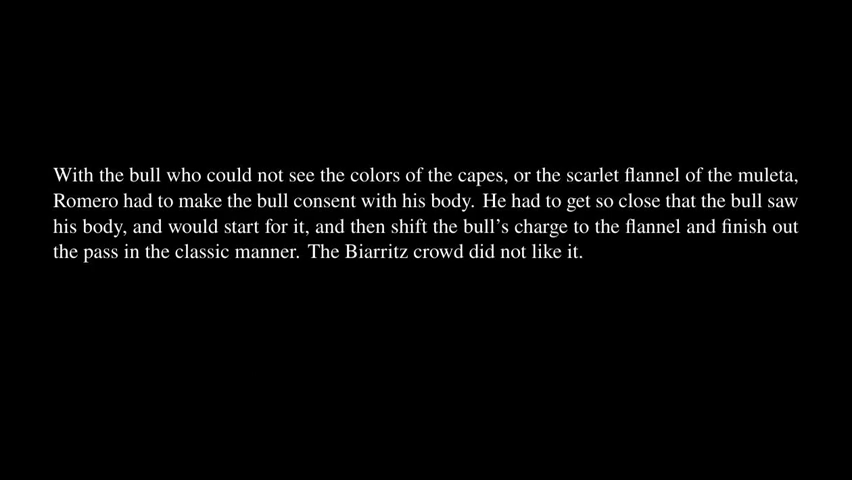 With the bull who could not see the colors of the capes, or the scarlet flannel of the muleta,
Romero had to make the bull consent with his body. He had to get so close that the bull saw
his body, and would start for it, and then shift the bull's charge to the flannel and finish out
the pass in the classic manner. The Biarritz crowd did not like it.